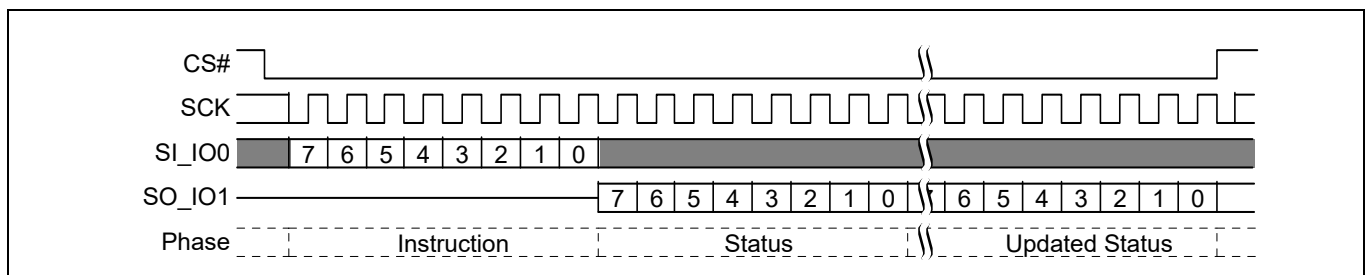 CS#
SCK
SI_IO0 7 6 5 4 3 2 1 0
SO_IO1 7 6 5 4 3 2 1 0 6 5 4 3 2 1 0
Phase Instruction Status Updated Status